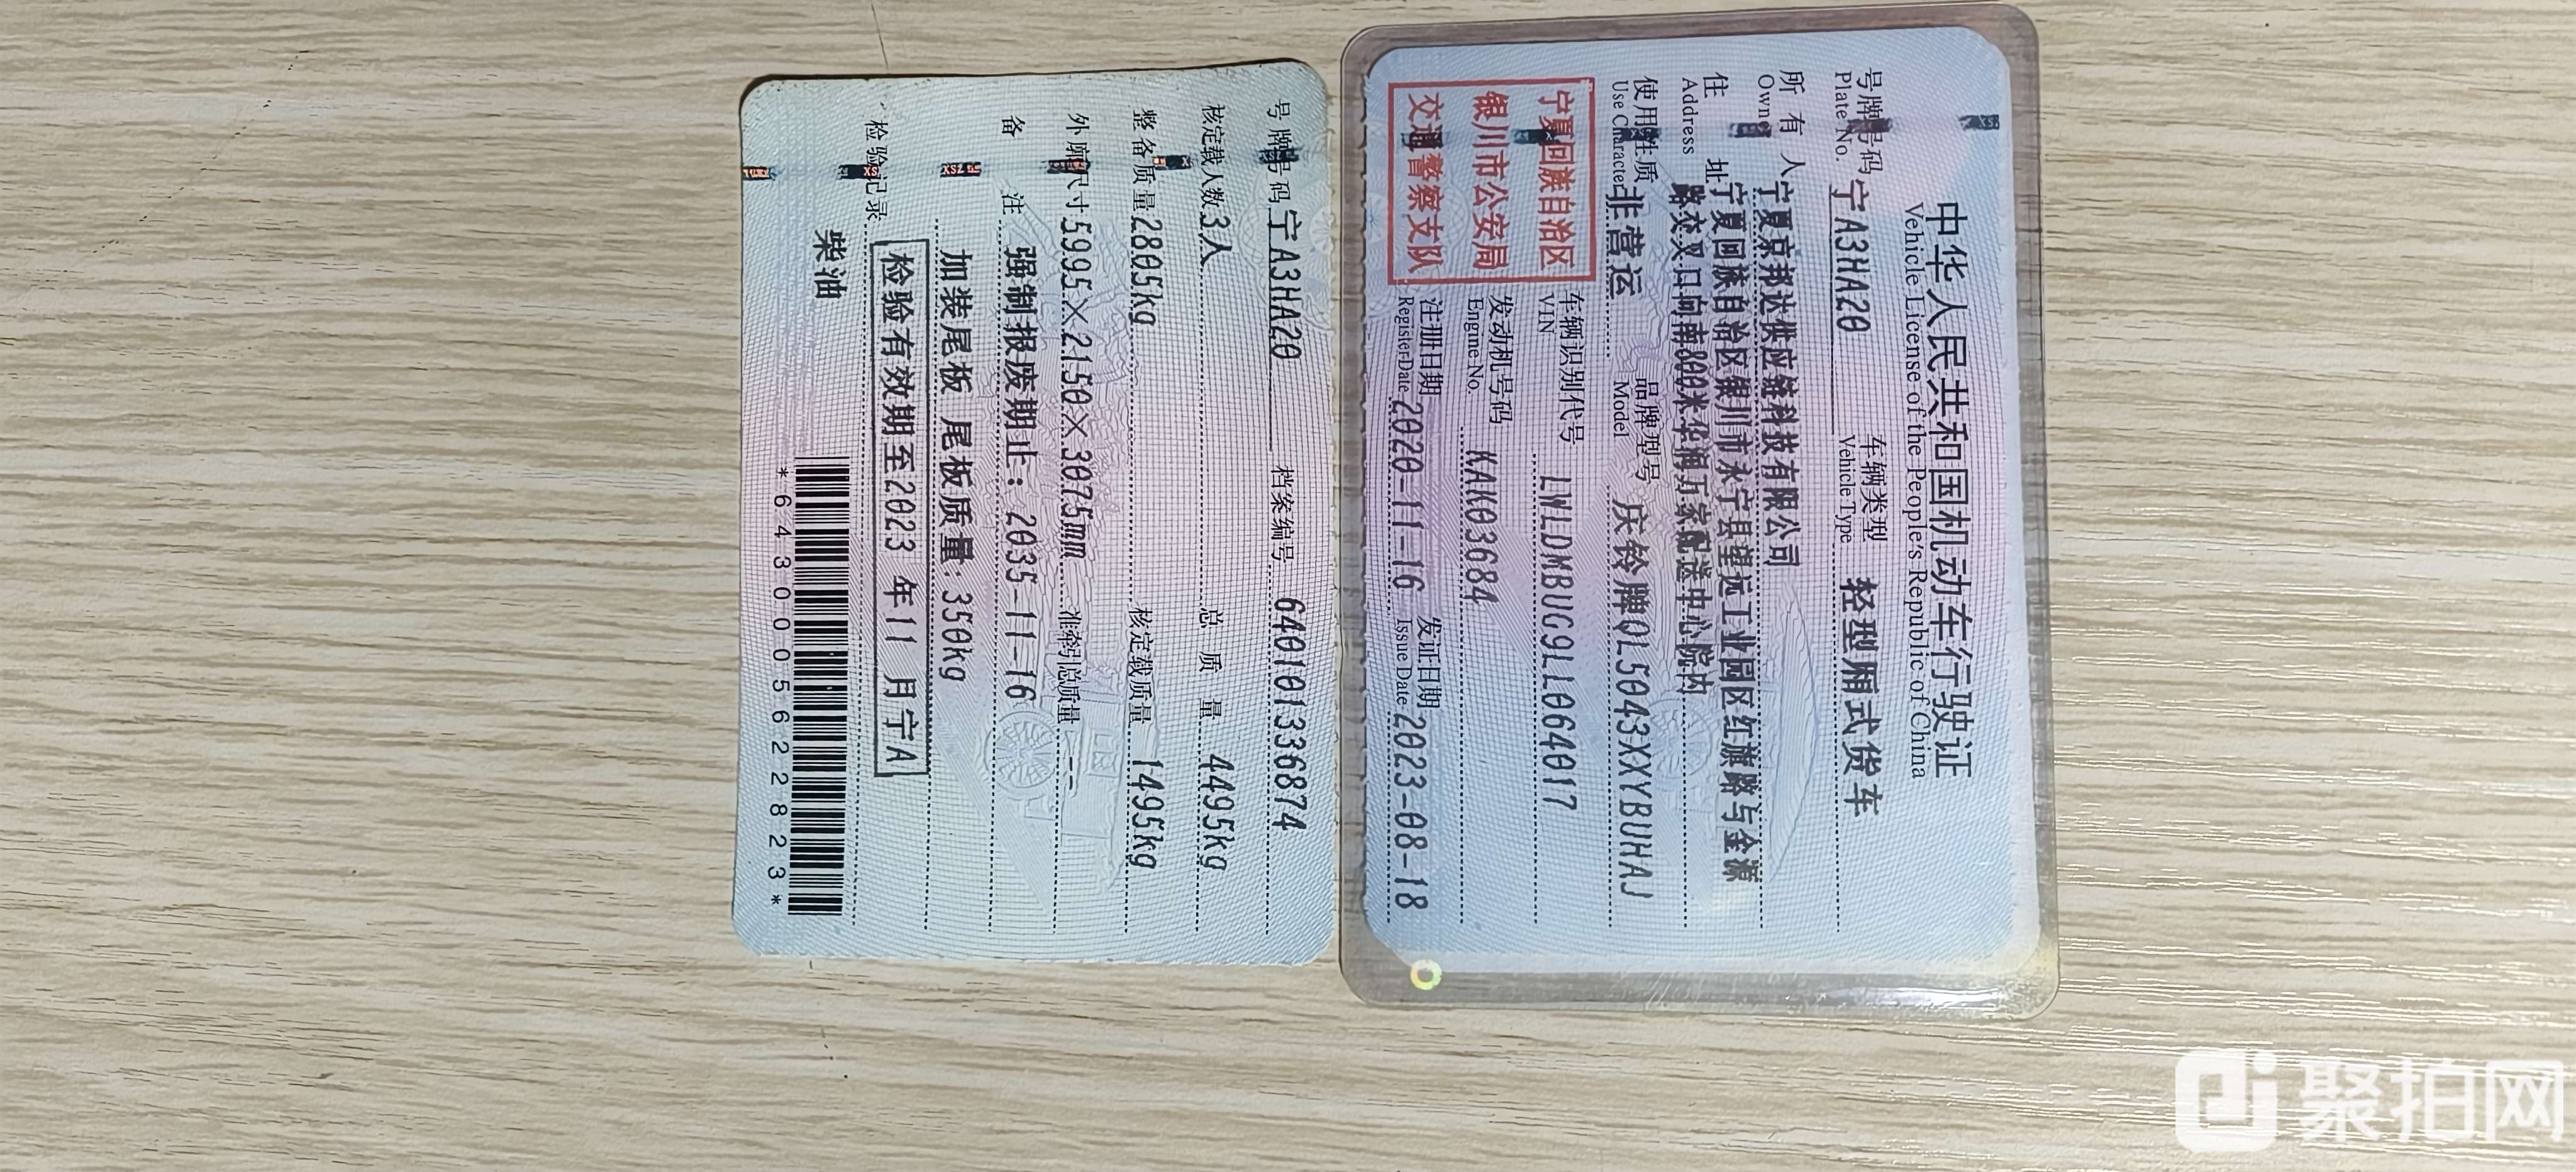 中华人民共和国机动车行驶证
Vehicle License of the People's Republic of China
号牌号码 宁A3HA20 车辆类型 轻型厢式货车
Plate No. Vehicle Type
所有人 宁夏京邦达供应链科技有限公司
Owner
住址 宁夏回族自治区银川市永宁县望远工业园区红旗路与金源
Address 路交叉口向南800米华润万家配送中心院内
使用性质 非营运 品牌型号 庆铃牌QL5043XXYBUHAJ
Use Character Model
宁夏回族自治区
银川市公安局
交通警察支队
车辆识别代号 LWLDMBUG9LL064017
VIN
发动机号码 KAK03684
Engine No.
注册日期 2020-11-16 发证日期 2023-08-18
Register Date Issue Date
号牌号码 宁A3HA20 档案编号 640101336874
核定载人数 3人 总质量 4495kg
整备质量 2805kg 核定载质量 1495kg
外廓尺寸 5995×2150×3075mm 准牵引总质量 --
备注 强制报废期止:2035-11-16
加装尾板 尾板质量:350kg
检验记录 检验有效期至2023年11月宁A
柴油
*6430005622823*
聚拍网